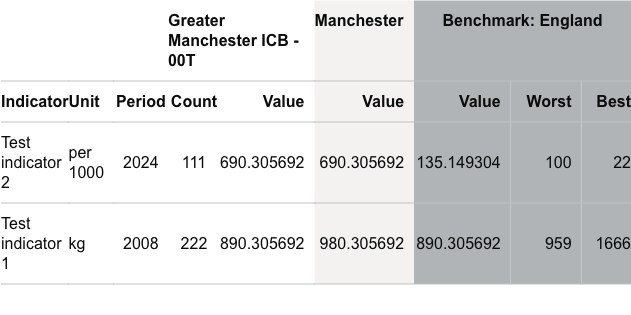 Greater Manchester Benchmark: England
Manchester ICB -
00T
Indicator Unit Period Count Value Value Value Worst Best
Test
indicator
2 per
1000 2024 111 690.305692 690.305692 135.149304 100 22
Test
indicator
1 kg 2008 222 890.305692 980.305692 890.305692 959 1666